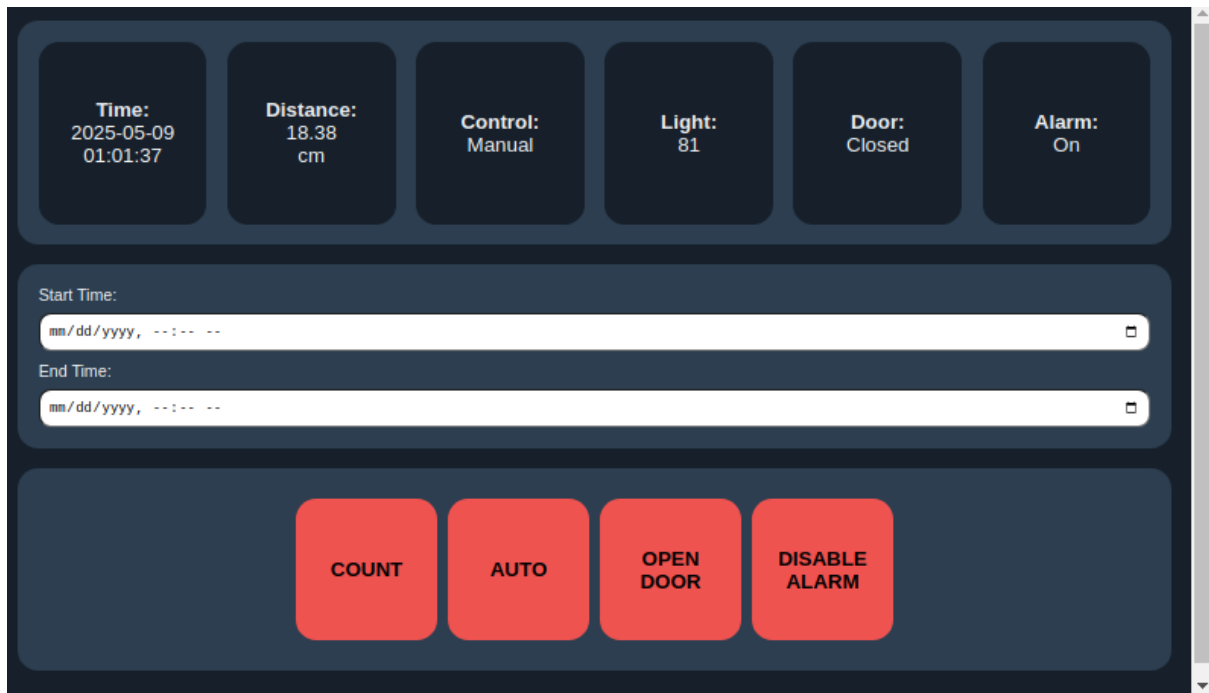 Time:
2025-05-09
01:01:37
Distance:
18.38
cm
Control:
Manual
Light:
81
Door:
Closed
Alarm:
On
Start Time:
mm/dd/yyyy, --:-- --
End Time:
mm/dd/yyyy, --:-- --
COUNT
AUTO
OPEN
DOOR
DISABLE
ALARM